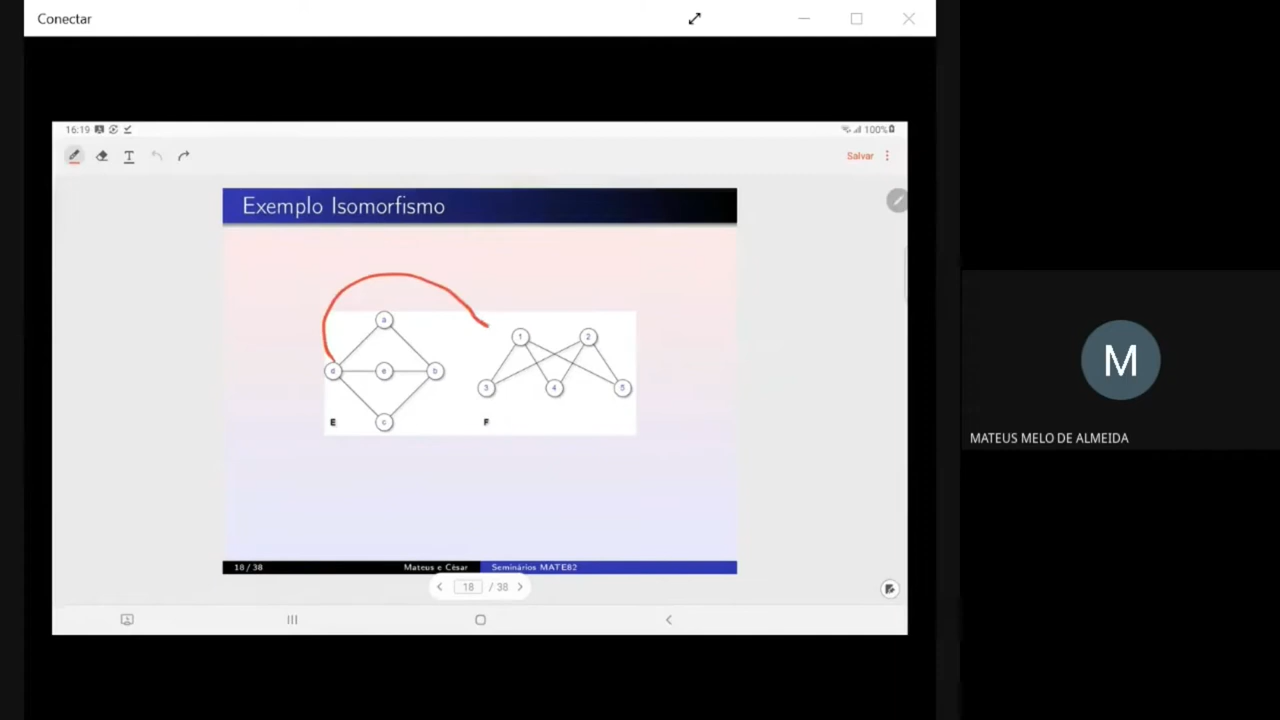 Conectar
16:19 100%
T Salvar
Exemplo Isomorfismo
a
d e b
c
E
1 2
3 4 5
F
18 / 38 Mateus e César Seminários MATE82
18 / 38
M
MATEUS MELO DE ALMEIDA